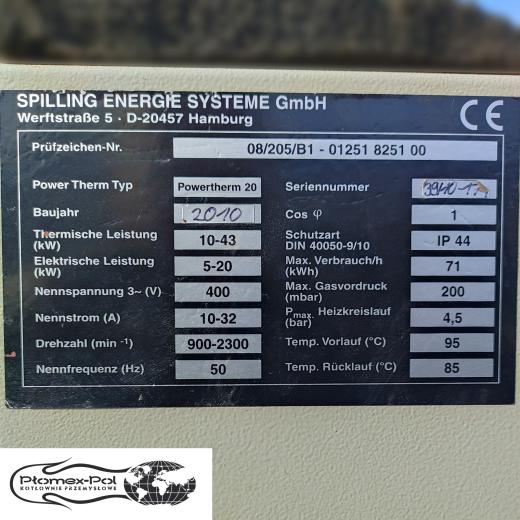 SPILLING ENERGIE SYSTEME GmbH
Werftstraße 5 · D-20457 Hamburg
CE
Prüfzeichen-Nr. 08/205/B1 - 01251 8251 00
Power Therm Typ Powertherm 20 Seriennummer 3940-17
Baujahr 2010 Cos φ 1
Thermische Leistung (kW) 10-43 Schutzart DIN 40050-9/10 IP 44
Elektrische Leistung (kW) 5-20 Max. Verbrauch/h (kWh) 71
Nennspannung 3~ (V) 400 Max. Gasvordruck (mbar) 200
Nennstrom (A) 10-32 Pmax. Heizkreislauf (bar) 4,5
Drehzahl (min -1) 900-2300 Temp. Vorlauf (°C) 95
Nennfrequenz (Hz) 50 Temp. Rücklauf (°C) 85
Płomex-Pol
KOTŁOWNIE PRZEMYSŁOWE